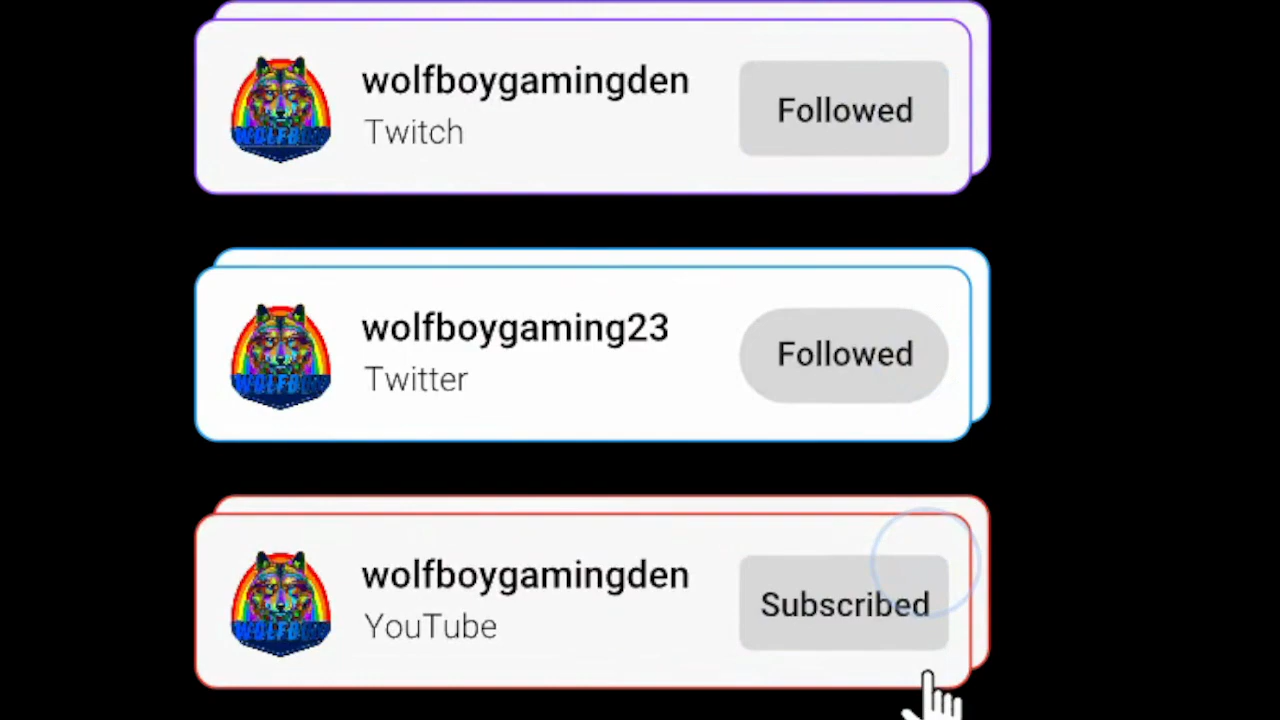 wolfboygamingden
Twitch
Followed
wolfboygaming23
Twitter
Followed
wolfboygamingden
YouTube
Subscribed